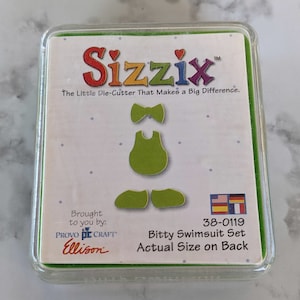 Sizzix™
The Little Die-Cutter That Makes a Big Difference.
Brought
to you by:
PROVO CRAFT®
Ellison
38-0119
Bitty Swimsuit Set
Actual Size on Back